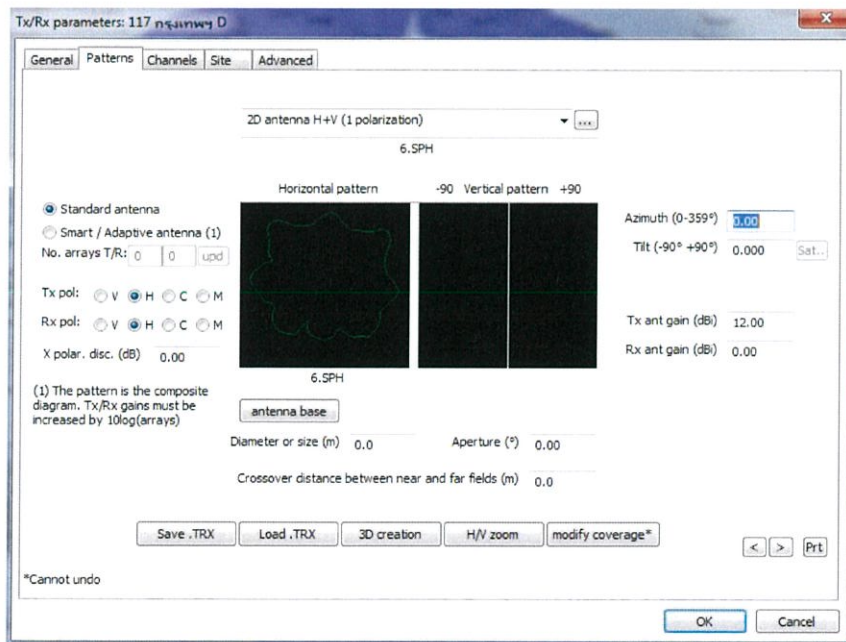 Tx/Rx parameters: 117 กรุงเทพฯ D
General Patterns Channels Site Advanced
2D antenna H+V (1 polarization) ...
6.SPH
Horizontal pattern -90 Vertical pattern +90
Standard antenna
Smart / Adaptive antenna (1)
No. arrays T/R: 0 0 upd
Tx pol: V H C M
Rx pol: V H C M
X polar. disc. (dB) 0.00
(1) The pattern is the composite
diagram. Tx/Rx gains must be
increased by 10log(arrays)
Azimuth (0-359°) 0.00
Tilt (-90° +90°) 0.000 Sat..
Tx ant gain (dBi) 12.00
Rx ant gain (dBi) 0.00
6.SPH
antenna base
Diameter or size (m) 0.0 Aperture (°) 0.00
Crossover distance between near and far fields (m) 0.0
Save .TRX Load .TRX 3D creation H/V zoom modify coverage*
< > Prt
*Cannot undo
OK Cancel